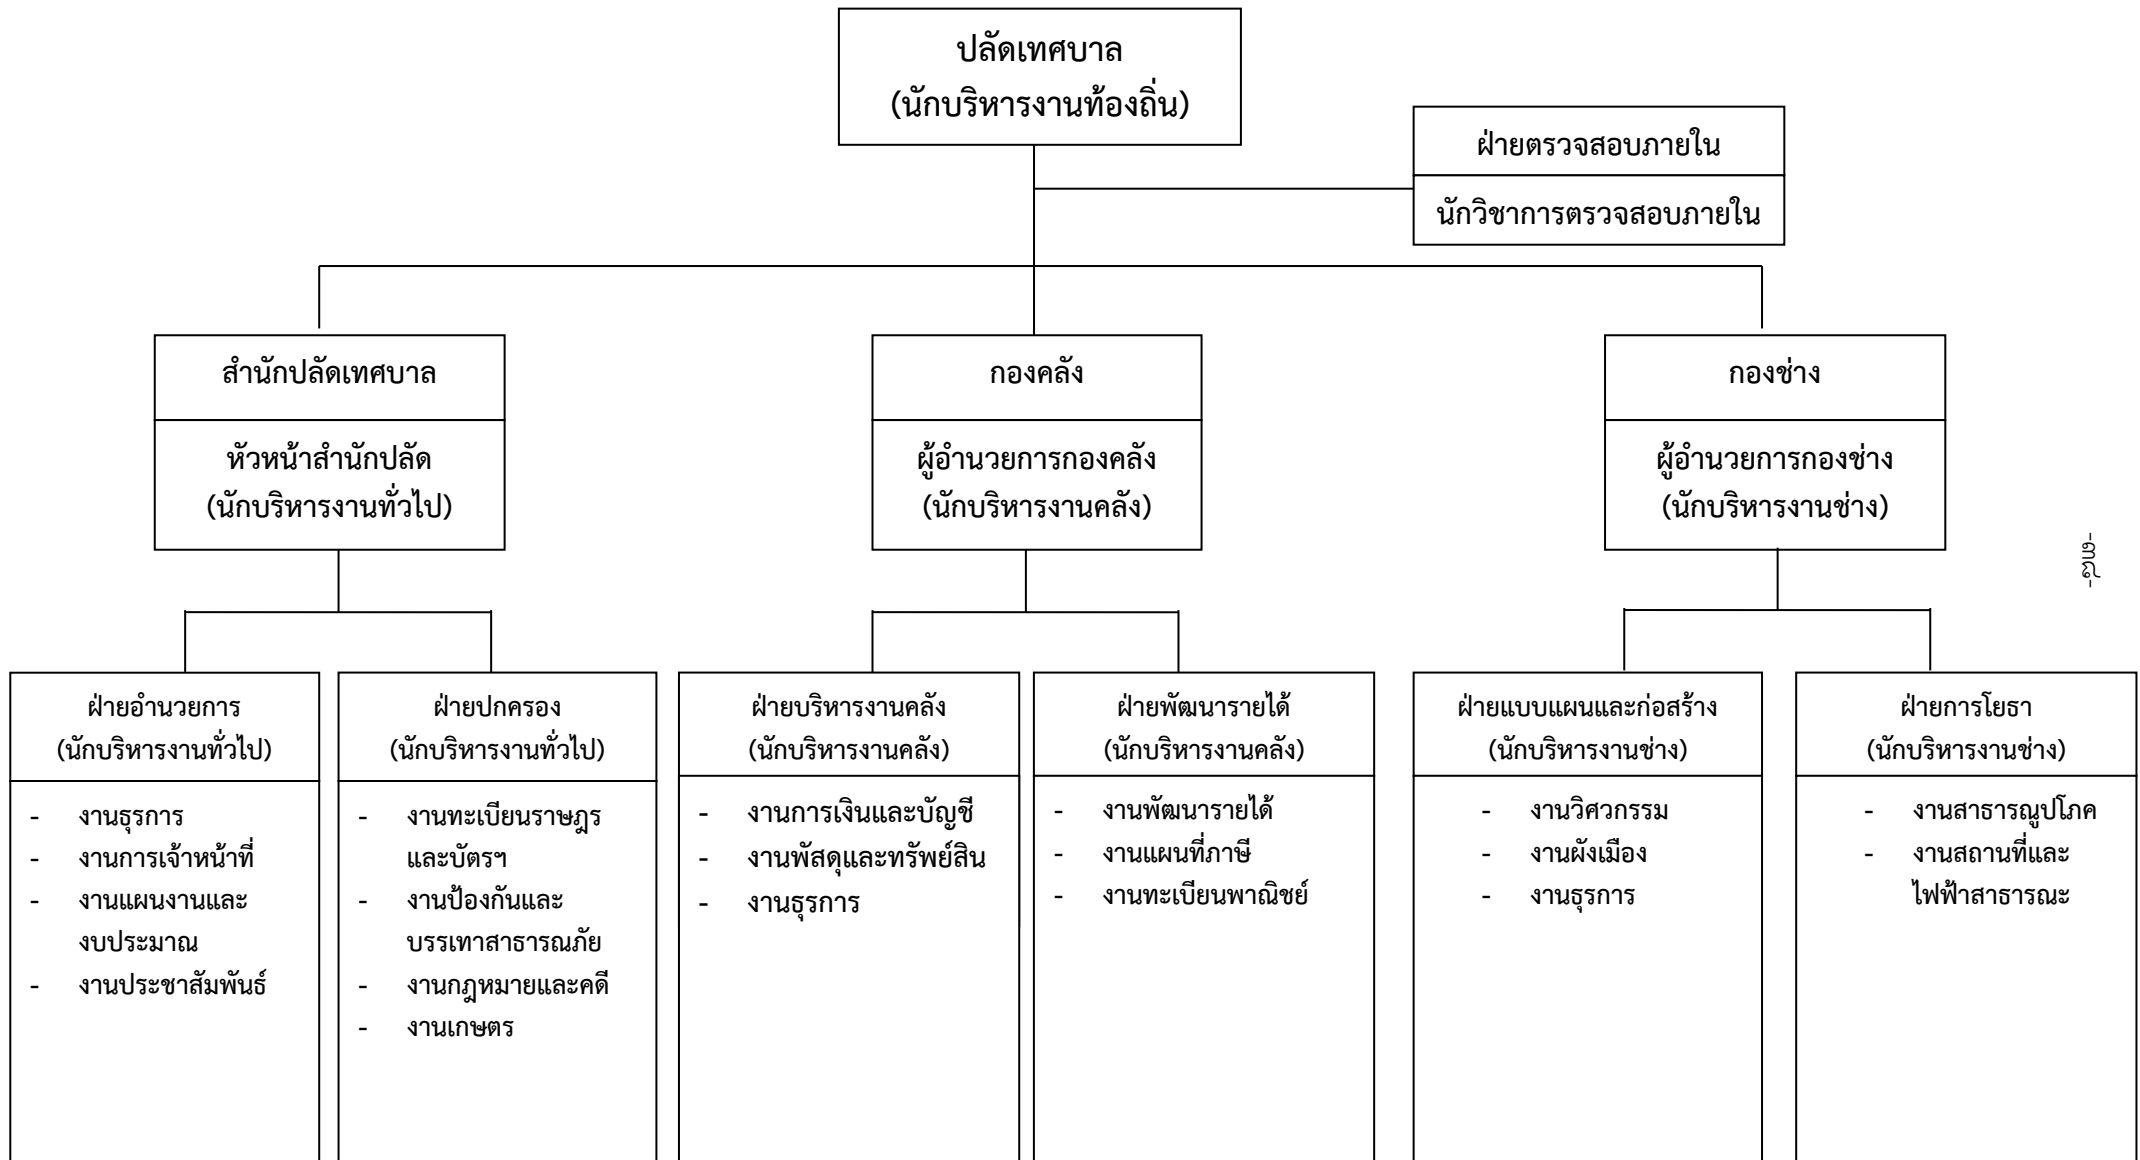 ปลัดเทศบาล
(นักบริหารงานท้องถิ่น)
ฝ่ายตรวจสอบภายใน
นักวิชาการตรวจสอบภายใน
สำนักปลัดเทศบาล
หัวหน้าสำนักปลัด
(นักบริหารงานทั่วไป)
กองคลัง
ผู้อำนวยการกองคลัง
(นักบริหารงานคลัง)
กองช่าง
ผู้อำนวยการกองช่าง
(นักบริหารงานช่าง)
-๓๘-
ฝ่ายอำนวยการ
(นักบริหารงานทั่วไป)
- งานธุรการ
- งานการเจ้าหน้าที่
- งานแผนงานและ
งบประมาณ
- งานประชาสัมพันธ์
ฝ่ายปกครอง
(นักบริหารงานทั่วไป)
- งานทะเบียนราษฎร
และบัตรฯ
- งานป้องกันและ
บรรเทาสาธารณภัย
- งานกฎหมายและคดี
- งานเกษตร
ฝ่ายบริหารงานคลัง
(นักบริหารงานคลัง)
- งานการเงินและบัญชี
- งานพัสดุและทรัพย์สิน
- งานธุรการ
ฝ่ายพัฒนารายได้
(นักบริหารงานคลัง)
- งานพัฒนารายได้
- งานแผนที่ภาษี
- งานทะเบียนพาณิชย์
ฝ่ายแบบแผนและก่อสร้าง
(นักบริหารงานช่าง)
- งานวิศวกรรม
- งานผังเมือง
- งานธุรการ
ฝ่ายการโยธา
(นักบริหารงานช่าง)
- งานสาธารณูปโภค
- งานสถานที่และ
ไฟฟ้าสาธารณะ